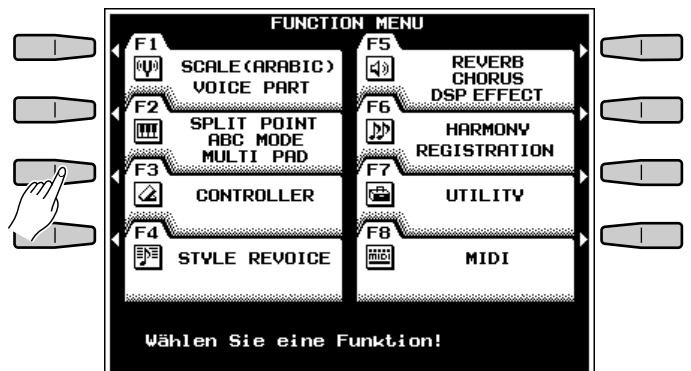 FUNCTION MENU
F1
SCALE(ARABIC)
VOICE PART
F2
SPLIT POINT
ABC MODE
MULTI PAD
F3
CONTROLLER
F4
STYLE REVOICE
F5
REVERB
CHORUS
DSP EFFECT
F6
HARMONY
REGISTRATION
F7
UTILITY
F8
MIDI
MIDI
Wählen Sie eine Funktion!